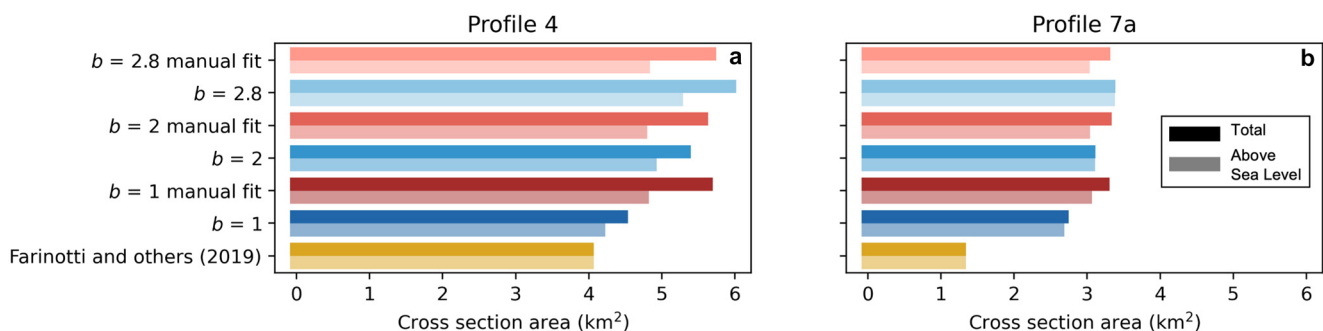 Profile 4
a
b = 2.8 manual fit
b = 2.8
b = 2 manual fit
b = 2
b = 1 manual fit
b = 1
Farinotti and others (2019)
0 1 2 3 4 5 6
Cross section area (km²)
Profile 7a
b
Total
Above
Sea Level
0 1 2 3 4 5 6
Cross section area (km²)